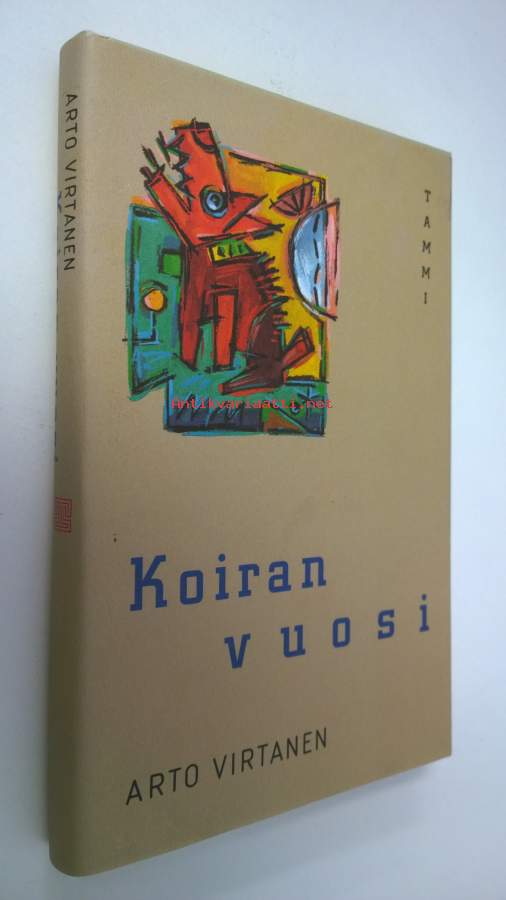 ARTO VIRTANEN
TAMMI
Antikvariaatti.net
Koiran
vuosi
ARTO VIRTANEN